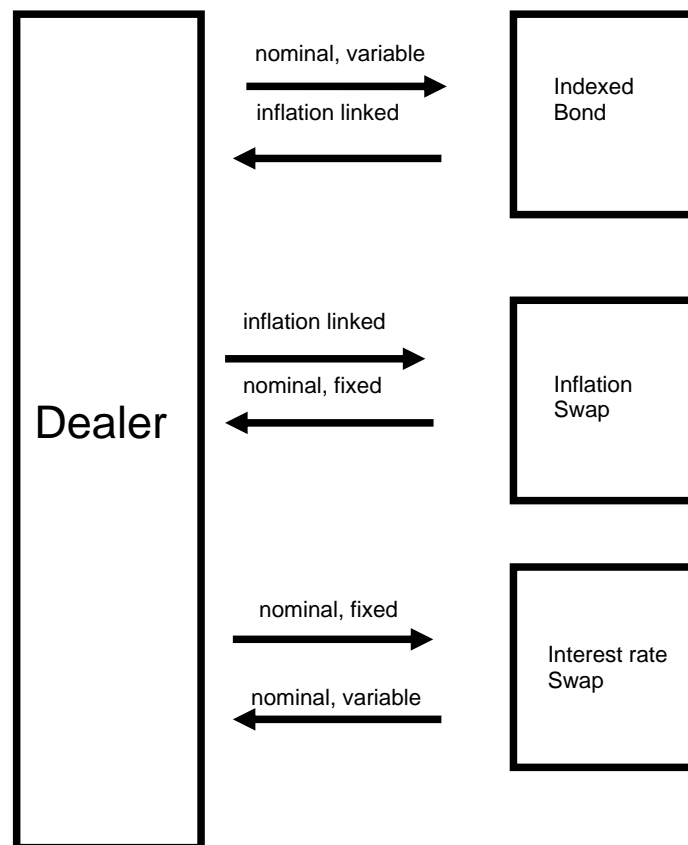 nominal, variable
inflation linked
Indexed
Bond
inflation linked
nominal, fixed
Inflation
Swap
Dealer
nominal, fixed
nominal, variable
Interest rate
Swap